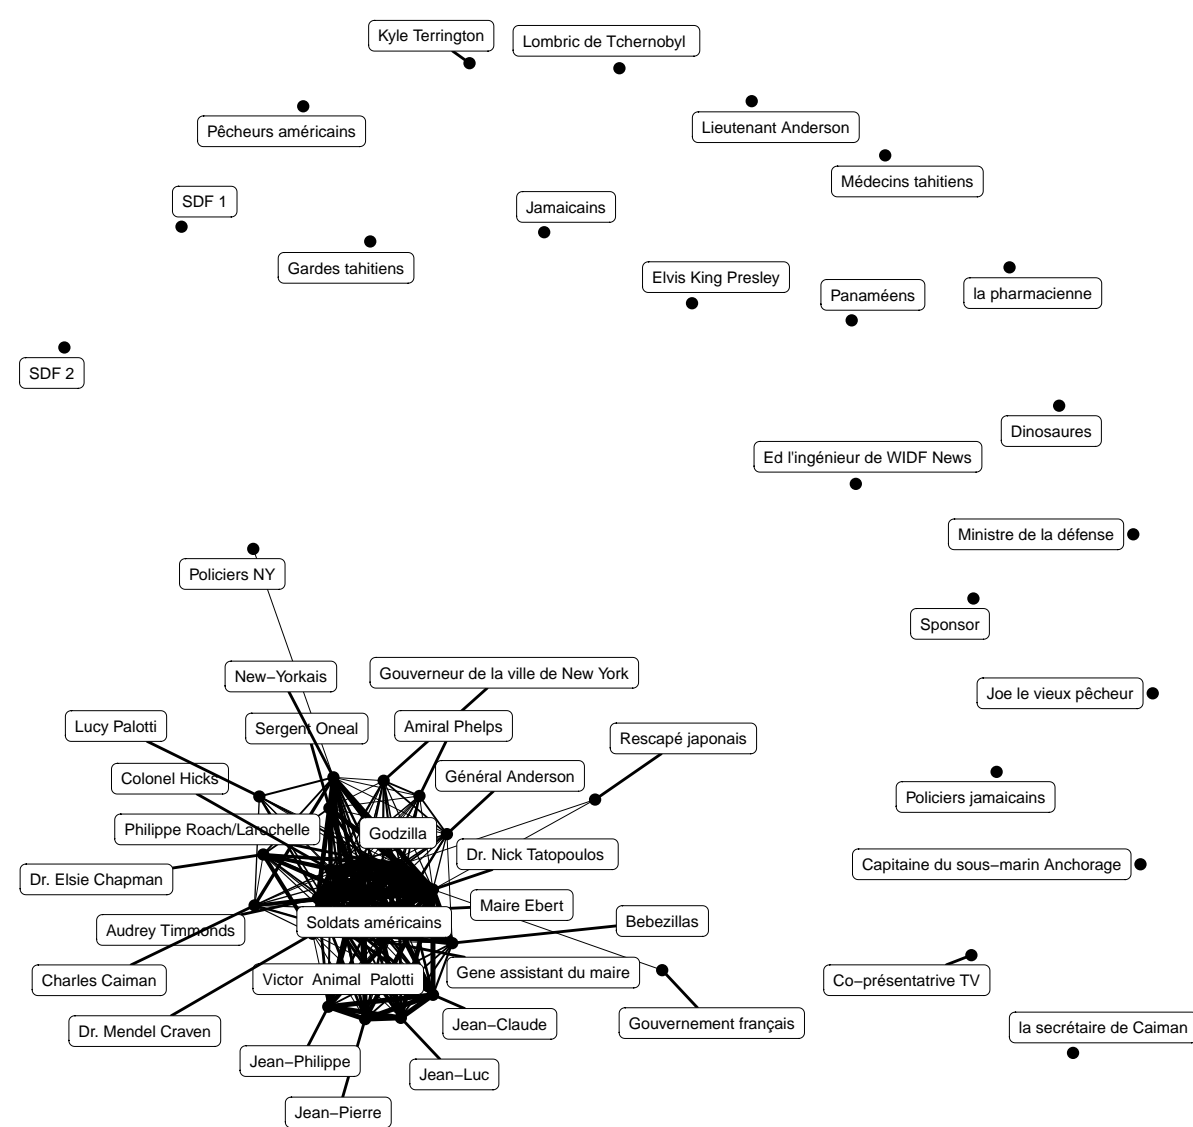 Kyle Terrington
Lombric de Tchernobyl
Pêcheurs américains
Lieutenant Anderson
Médecins tahitiens
SDF 1
Jamaicains
Gardes tahitiens
Elvis King Presley
Panaméens
la pharmacienne
SDF 2
Dinosaures
Ed l'ingénieur de WIDF News
Ministre de la défense
Policiers NY
Sponsor
New−Yorkais
Gouverneur de la ville de New York
Joe le vieux pêcheur
Lucy Palotti
Sergent Oneal
Amiral Phelps
Rescapé japonais
Colonel Hicks
Général Anderson
Policiers jamaicains
Philippe Roach/Larochelle
Godzilla
Dr. Nick Tatopoulos
Capitaine du sous−marin Anchorage
Dr. Elsie Chapman
Maire Ebert
Audrey Timmonds
Soldats américains
Bebezillas
Charles Caiman
Victor Animal Palotti
Gene assistant du maire
Co−présentatrive TV
Dr. Mendel Craven
Jean−Claude
Gouvernement français
la secrétaire de Caiman
Jean−Philippe
Jean−Luc
Jean−Pierre